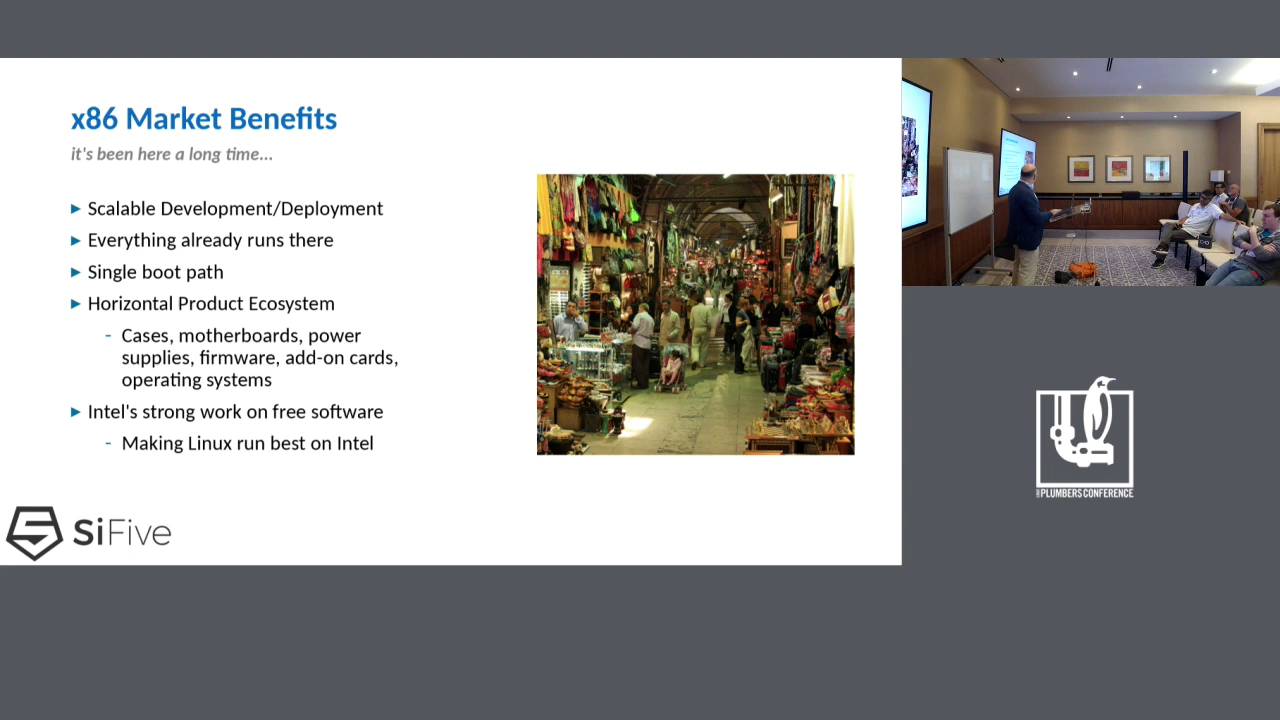 x86 Market Benefits
it's been here a long time...
Scalable Development/Deployment
Everything already runs there
Single boot path
Horizontal Product Ecosystem
- Cases, motherboards, power
supplies, firmware, add-on cards,
operating systems
Intel's strong work on free software
- Making Linux run best on Intel
SiFive
PLUMBERS CONFERENCE